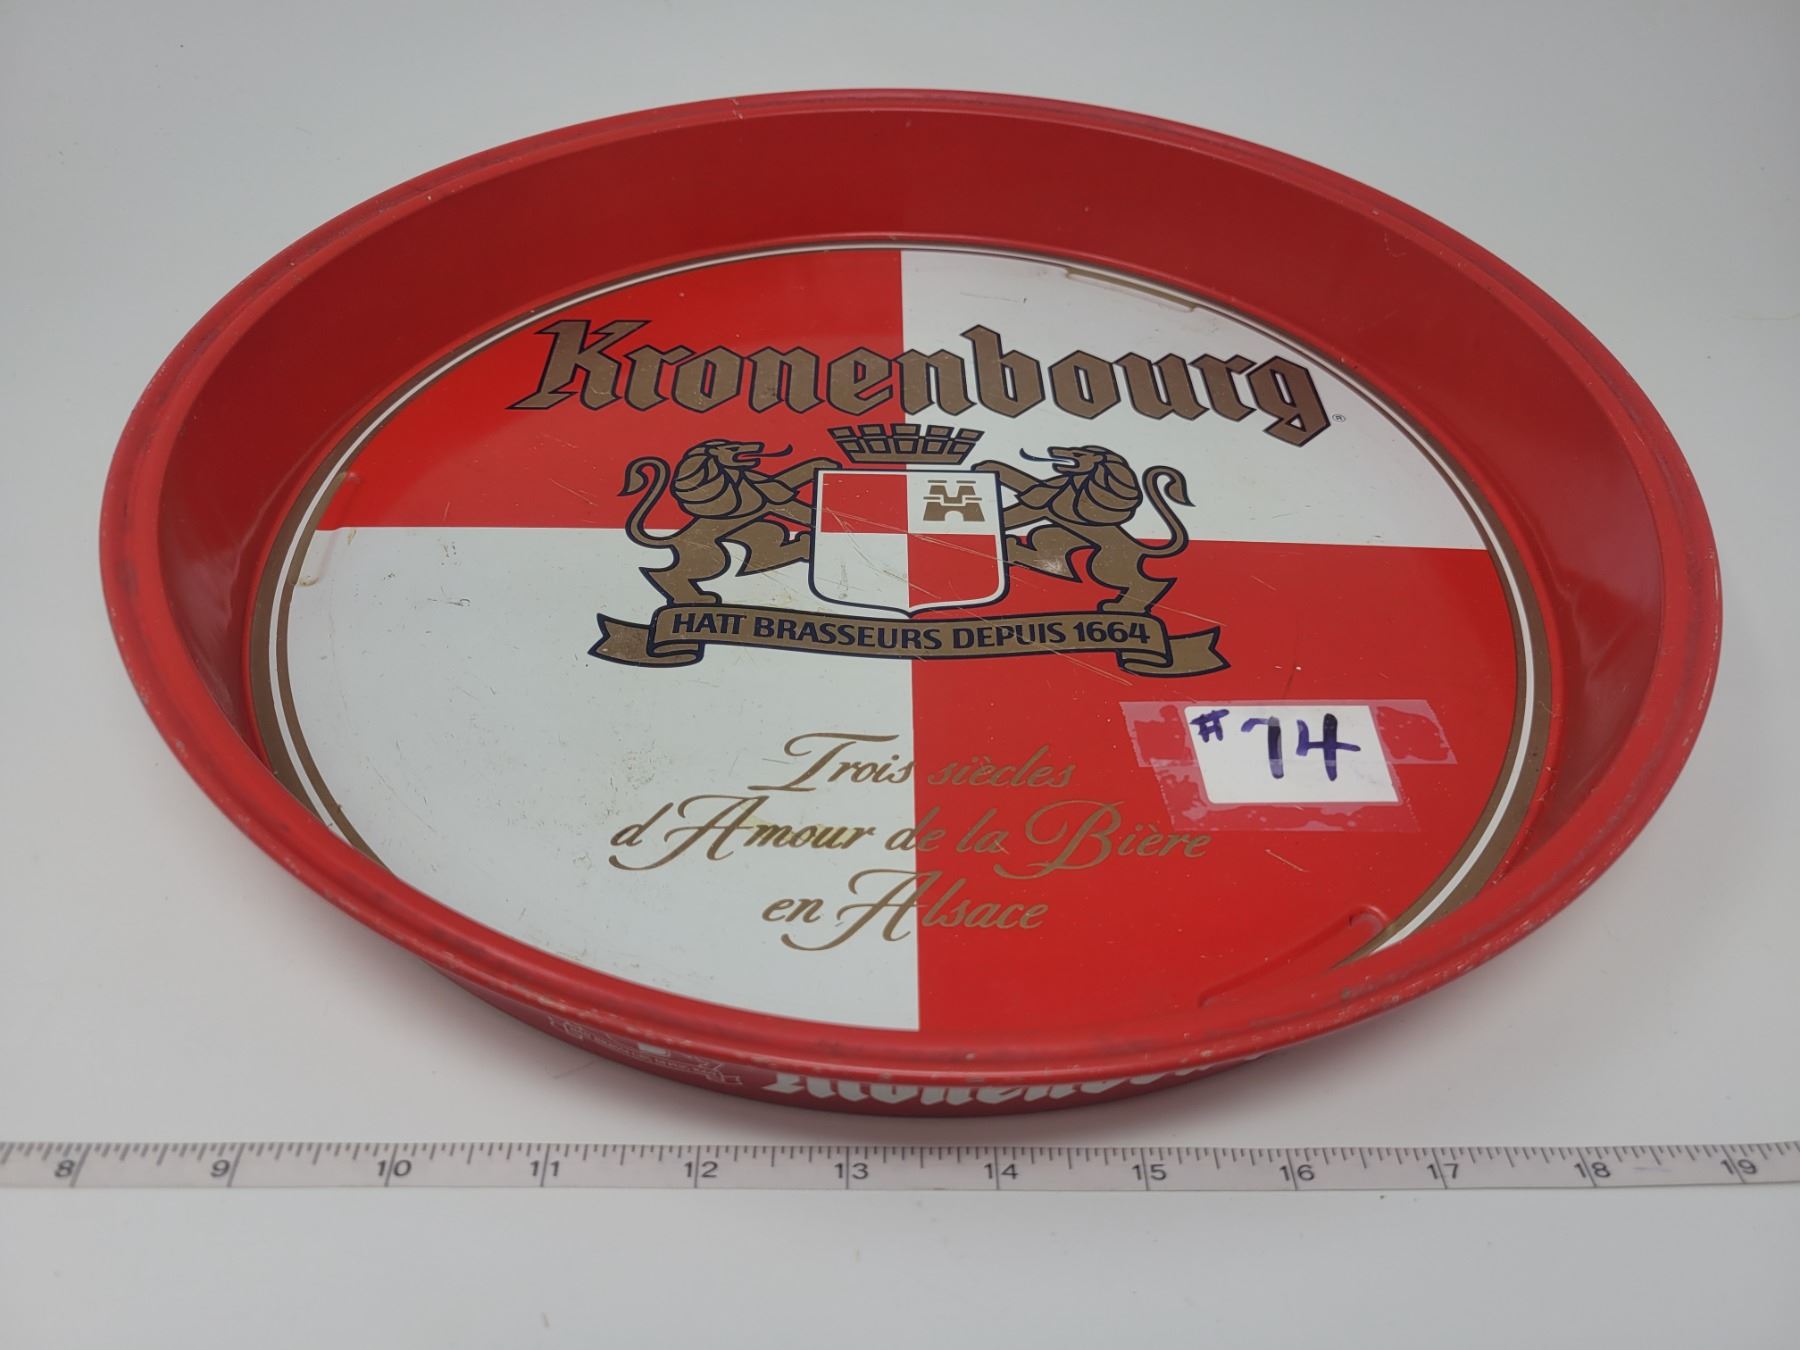 Kronenbourg®
HATT BRASSEURS DEPUIS 1664
# 74
Trois siècles
d'Amour de la Bière
en Alsace
8 9 10 11 12 13 14 15 16 17 18 19